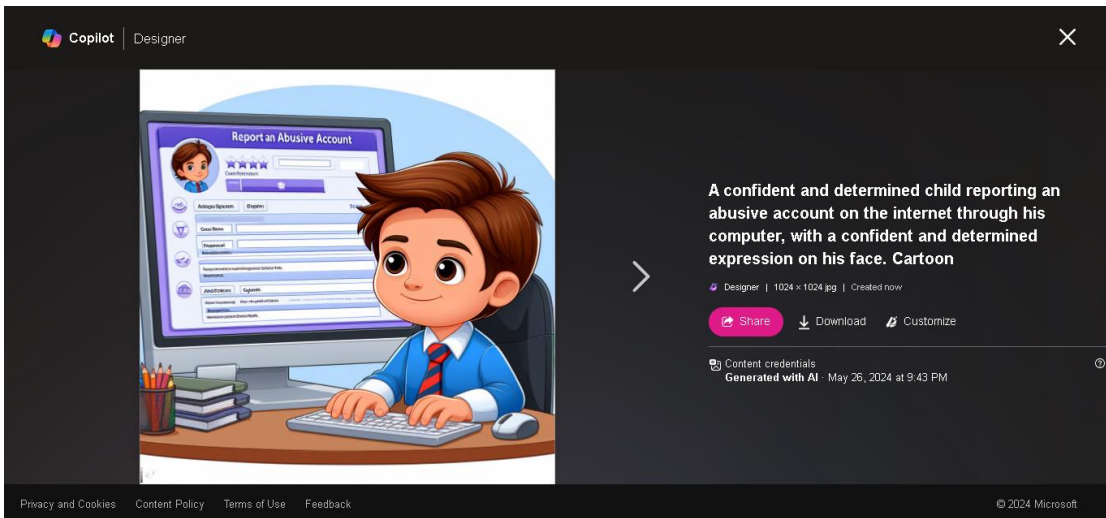 Copilot
Designer
Report an Abusive Account
A confident and determined child reporting an
abusive account on the internet through his
computer, with a confident and determined
expression on his face. Cartoon
Designer | 1024 × 1024 jpg | Created now
Share
Download
Customize
Content credentials
Generated with AI · May 26, 2024 at 9:43 PM
Privacy and Cookies
Content Policy
Terms of Use
Feedback
© 2024 Microsoft